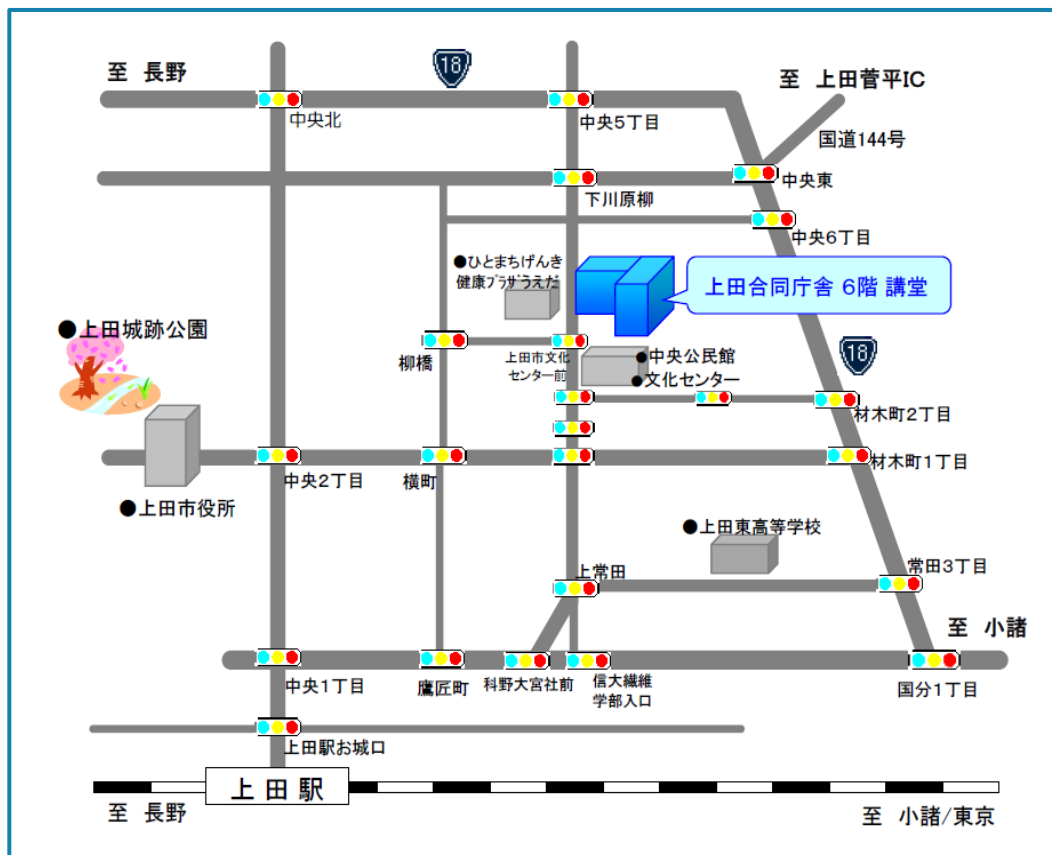 至 長野
18
至 上田菅平IC
中央北
中央5丁目
国道144号
中央東
下川原柳
中央6丁目
●ひとまちげんき
健康プラザうえだ
上田合同庁舎 6階 講堂
●上田城跡公園
柳橋
上田市文化
センター前
●中央公民館
●文化センター
18
材木町2丁目
中央2丁目
横町
材木町1丁目
●上田市役所
●上田東高等学校
上常田
常田3丁目
至 小諸
中央1丁目
鷹匠町
科野大宮社前
信大繊維
学部入口
国分1丁目
上田駅お城口
上田駅
至 長野
至 小諸/東京